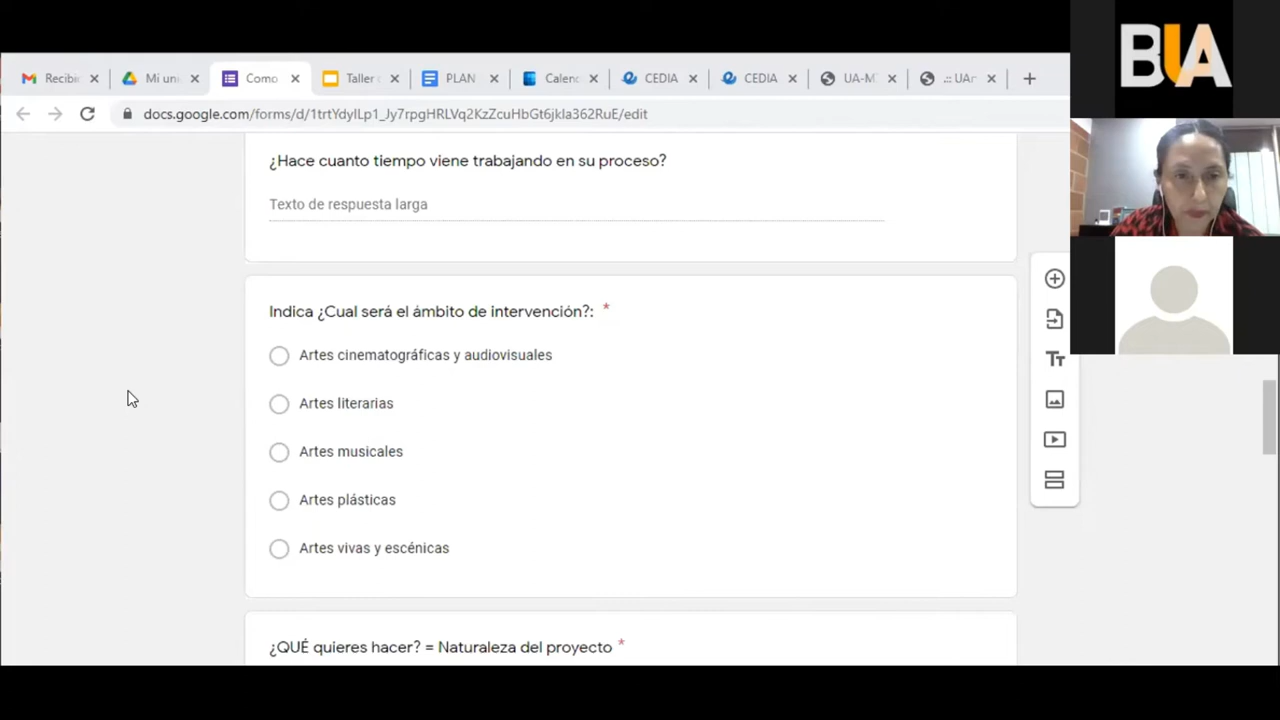 BUA
Recibi
Mi uni
Como
Taller
PLAN
Calenc
CEDIA
CEDIA
UA-M
.:: UAr
docs.google.com/forms/d/1trtYdylLp1_Jy7rpgHRLVq2KzZcuHbGt6jkla362RuE/edit
¿Hace cuanto tiempo viene trabajando en su proceso?
Texto de respuesta larga
Indica ¿Cual será el ámbito de intervención?: *
Artes cinematográficas y audiovisuales
Artes literarias
Artes musicales
Artes plásticas
Artes vivas y escénicas
¿QUÉ quieres hacer? = Naturaleza del proyecto *
Tт